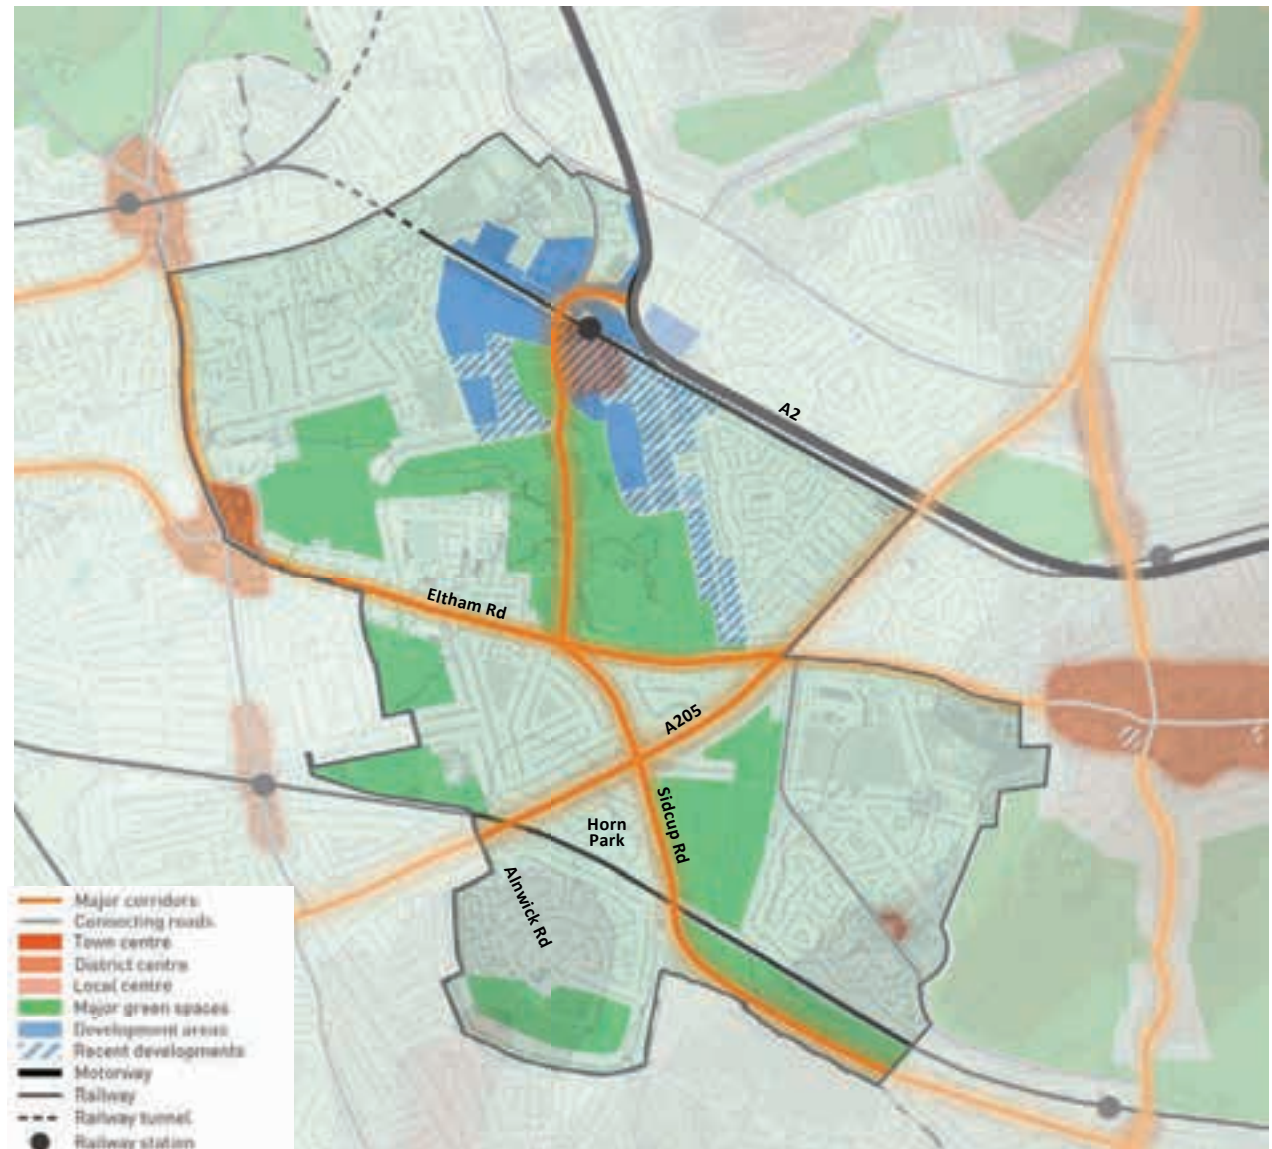 A2
Eltham Rd
A205
Sidcup Rd
Horn
Park
Alnwick Rd
Major corridors
Connecting roads
Town centre
District centre
Local centre
Major green spaces
Development areas
Recent developments
Motorway
Railway
Railway tunnel
Railway station